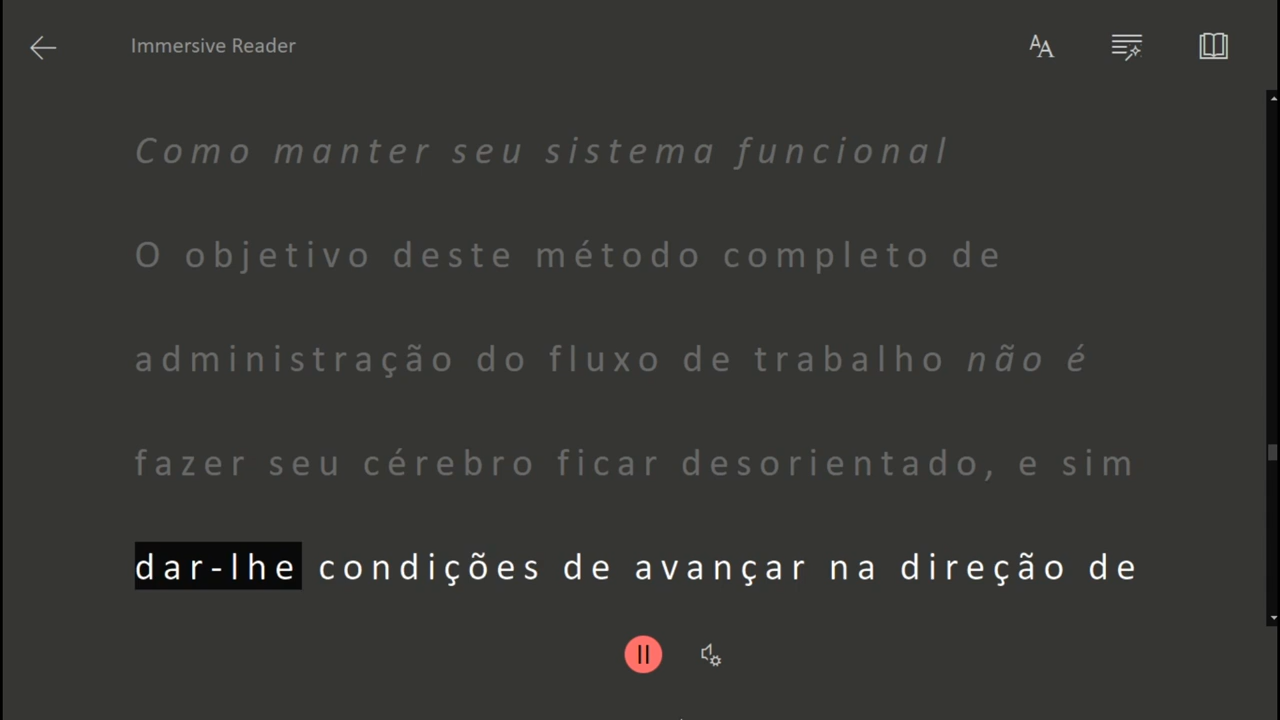 Immersive Reader
Como manter seu sistema funcional
O objetivo deste método completo de
administração do fluxo de trabalho não é
fazer seu cérebro ficar desorientado, e sim
dar-lhe condições de avançar na direção de